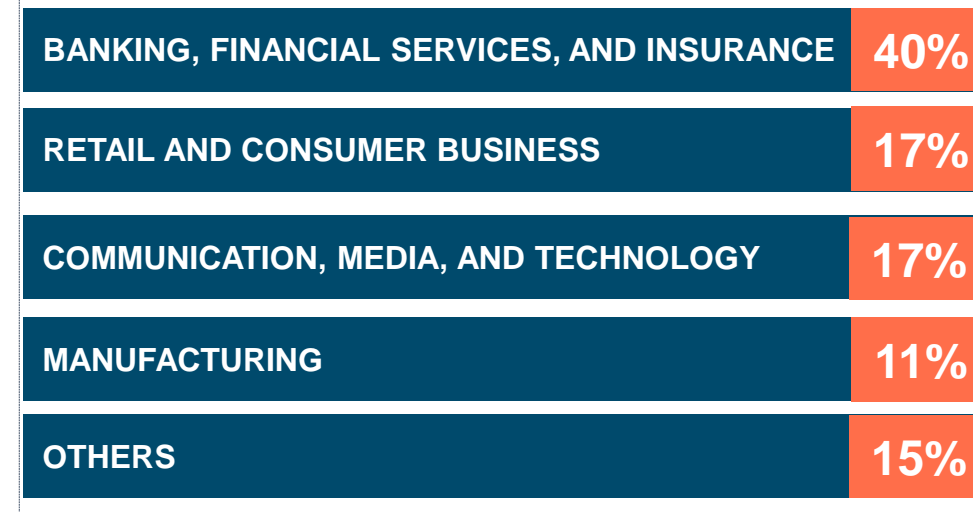 BANKING, FINANCIAL SERVICES, AND INSURANCE 40%
RETAIL AND CONSUMER BUSINESS 17%
COMMUNICATION, MEDIA, AND TECHNOLOGY 17%
MANUFACTURING 11%
OTHERS 15%